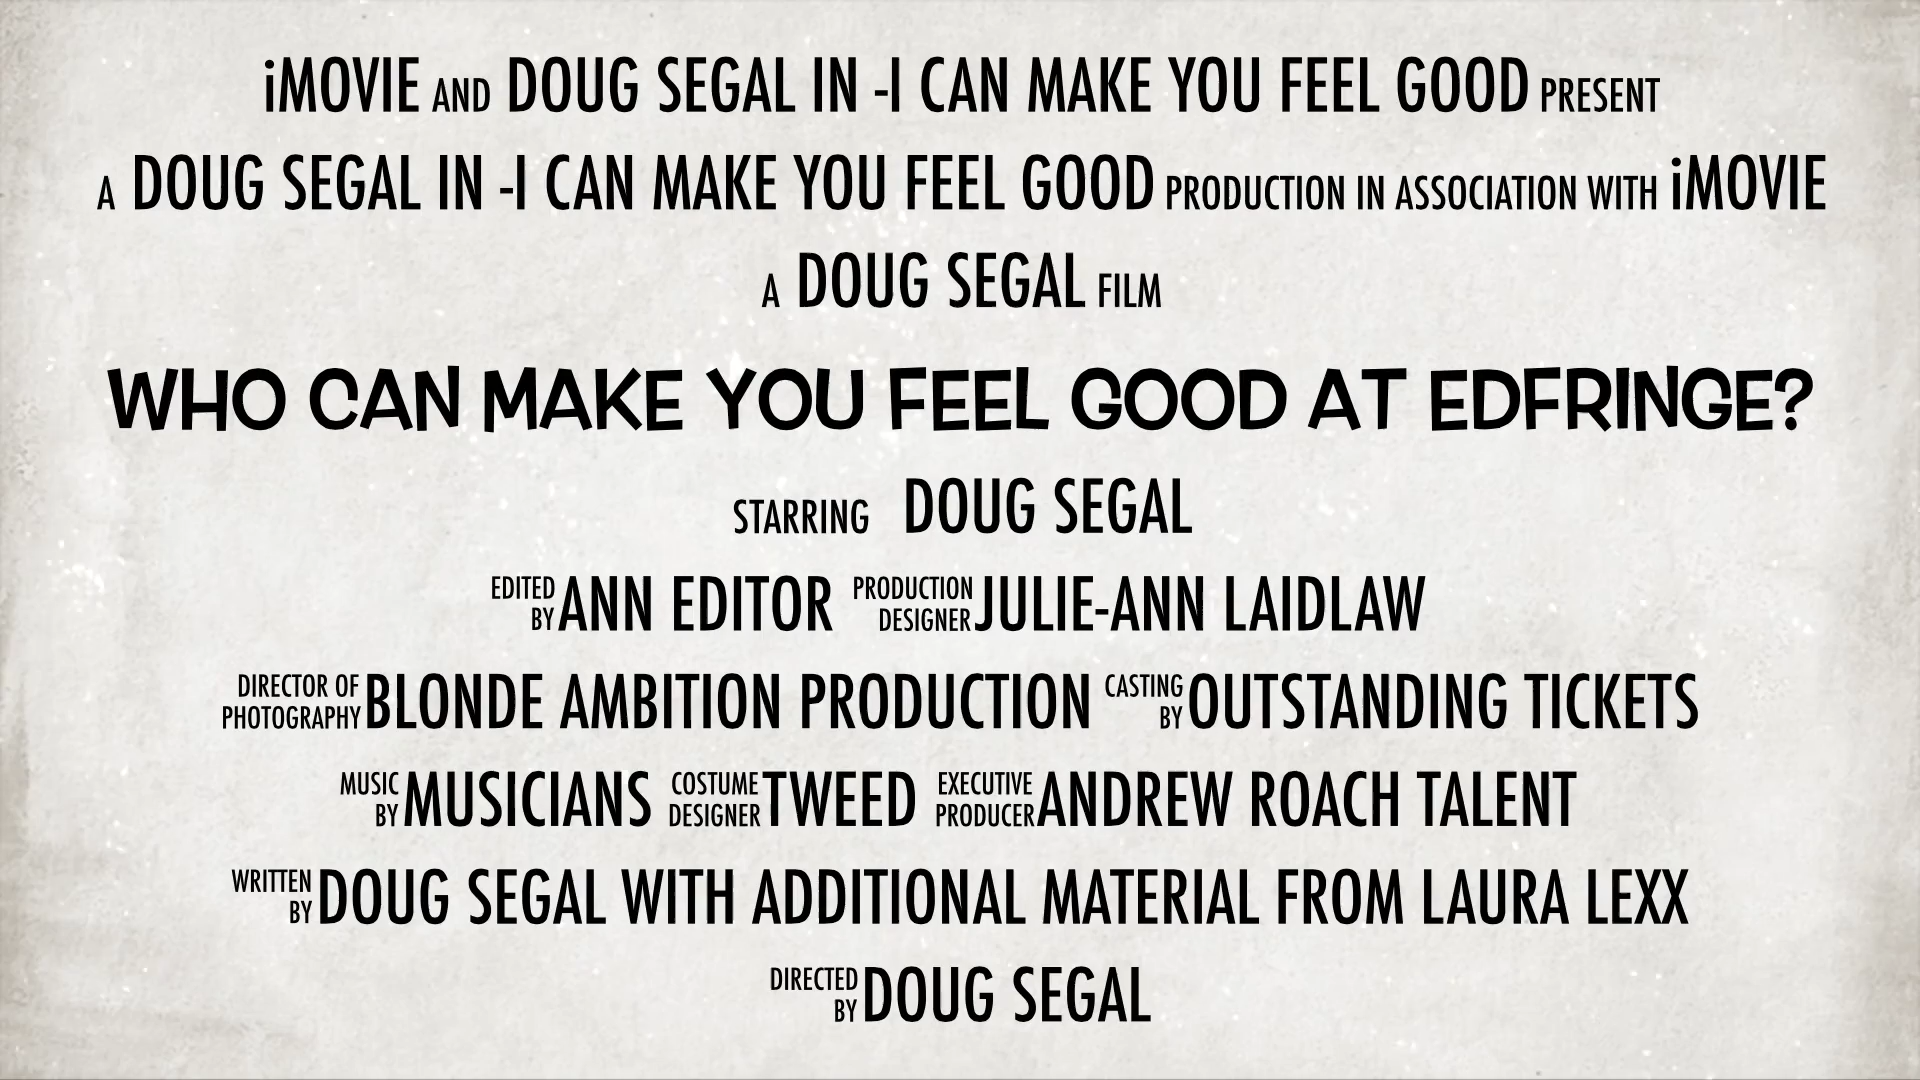 iMOVIE AND DOUG SEGAL IN -I CAN MAKE YOU FEEL GOOD PRESENT
A DOUG SEGAL IN -I CAN MAKE YOU FEEL GOOD PRODUCTION IN ASSOCIATION WITH iMOVIE
A DOUG SEGAL FILM
WHO CAN MAKE YOU FEEL GOOD AT EDFRINGE?
STARRING DOUG SEGAL
EDITED BY ANN EDITOR PRODUCTION DESIGNER JULIE-ANN LAIDLAW
DIRECTOR OF PHOTOGRAPHY BLONDE AMBITION PRODUCTION CASTING BY OUTSTANDING TICKETS
MUSIC BY MUSICIANS COSTUME DESIGNER TWEED EXECUTIVE PRODUCER ANDREW ROACH TALENT
WRITTEN BY DOUG SEGAL WITH ADDITIONAL MATERIAL FROM LAURA LEXX
DIRECTED BY DOUG SEGAL